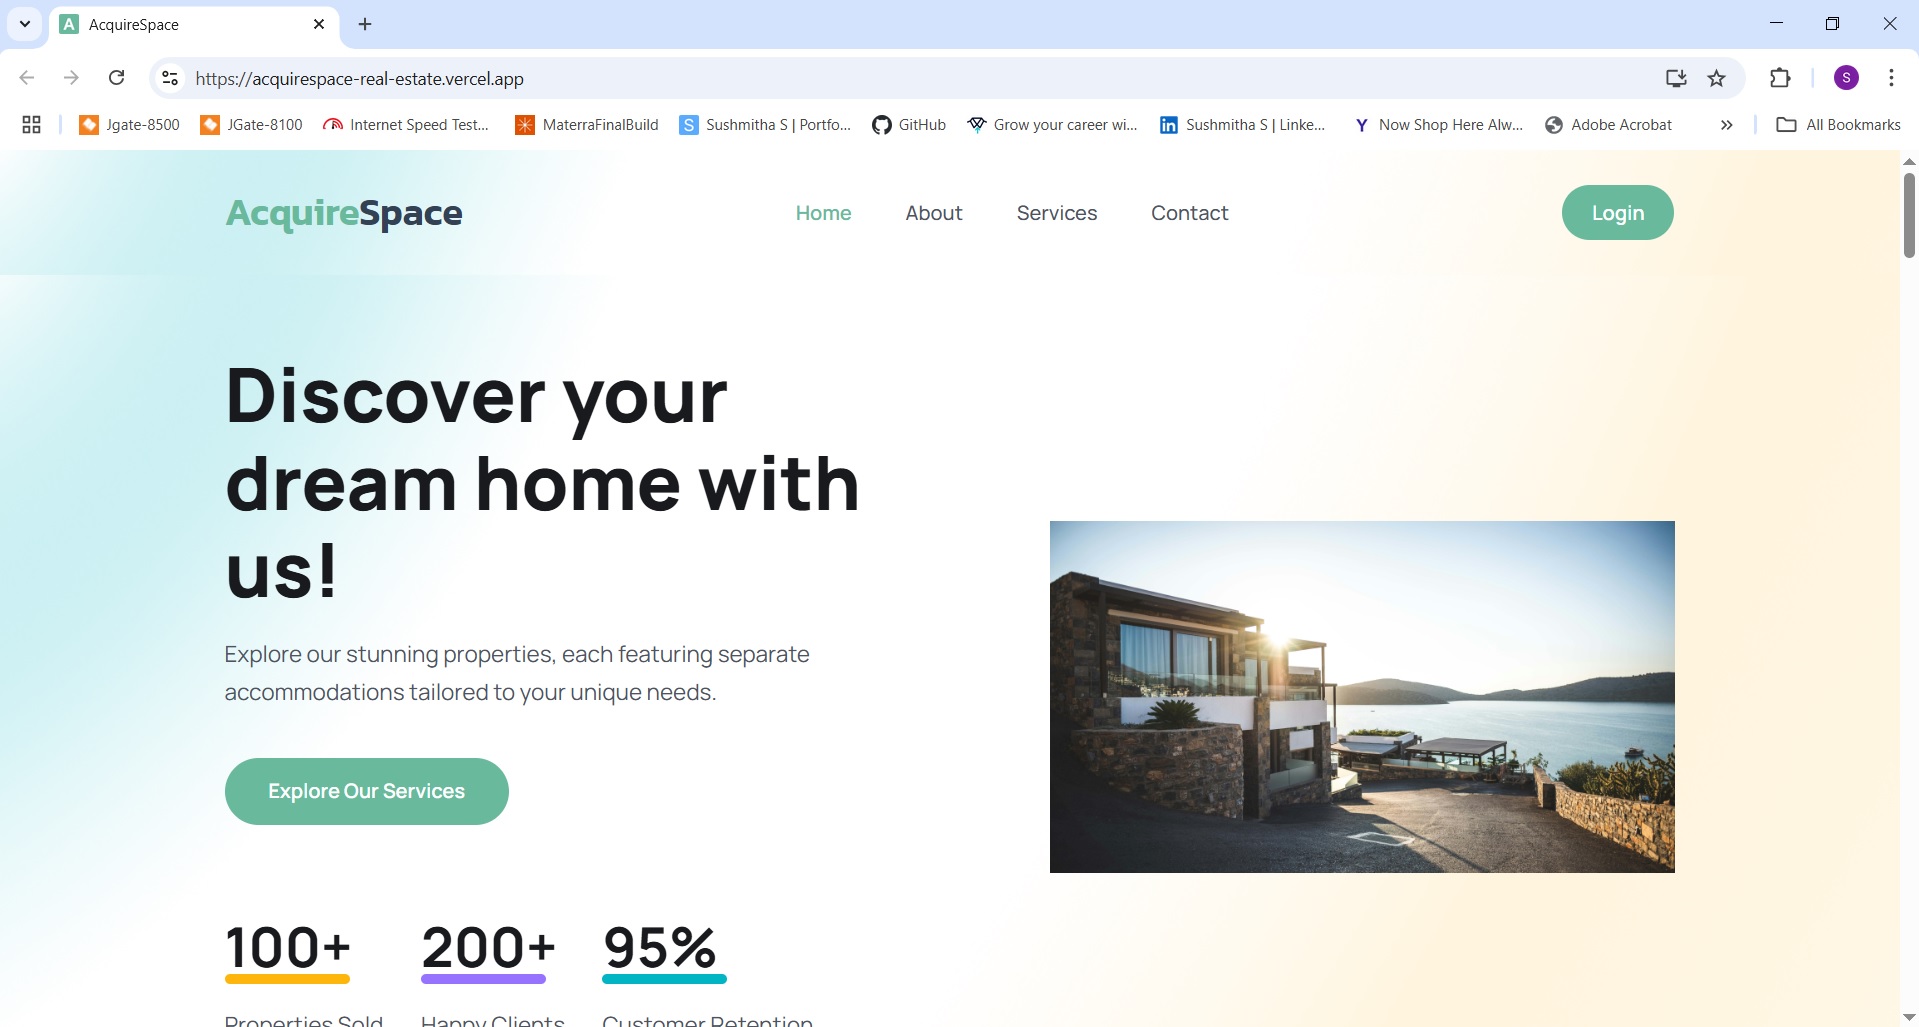 A AcquireSpace
https://acquirespace-real-estate.vercel.app
S
Jgate-8500 JGate-8100 Internet Speed Test... MaterraFinalBuild S Sushmitha S | Portfo... GitHub Grow your career wi... in Sushmitha S | Linke... Y Now Shop Here Alw... Adobe Acrobat All Bookmarks
AcquireSpace Home About Services Contact Login
Discover your
dream home with
us!
Explore our stunning properties, each featuring separate
accommodations tailored to your unique needs.
Explore Our Services
100+ 200+ 95%
Properties Sold Happy Clients Customer Retention